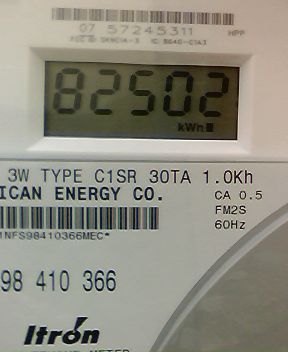 07 57245311 HPP
82502
kWh
3W TYPE C1SR 30TA 1.0Kh
ICAN ENERGY CO. CA 0.5
FM2S
60Hz
1NFS98410366MEC*
98 410 366
Itron